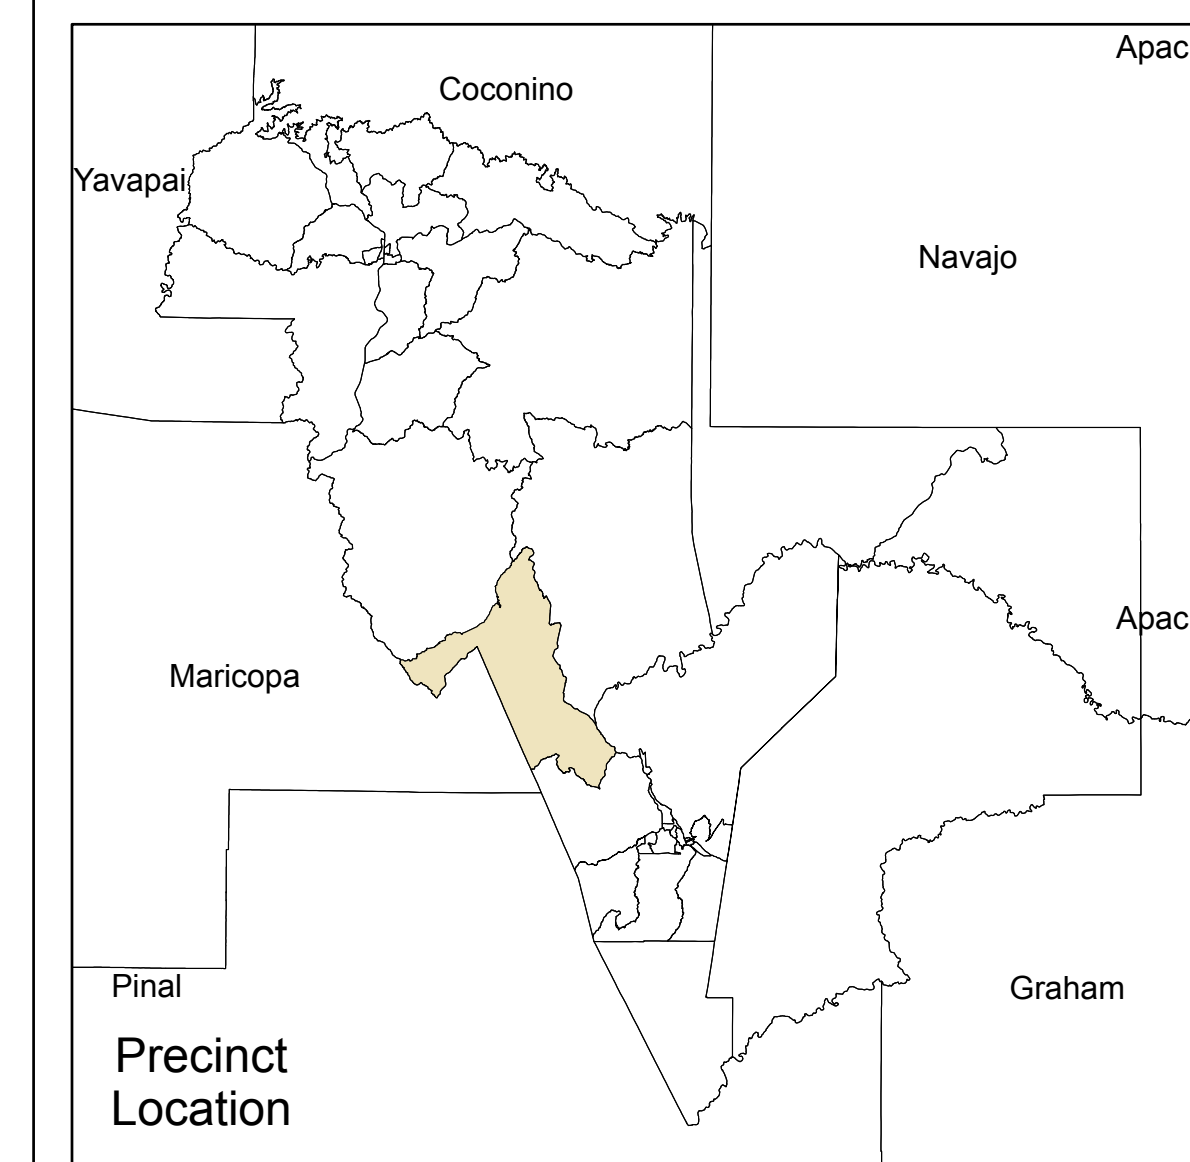 Apac
Coconino
Yavapai
Navajo
Apac
Maricopa
Pinal
Graham
Precinct
Location